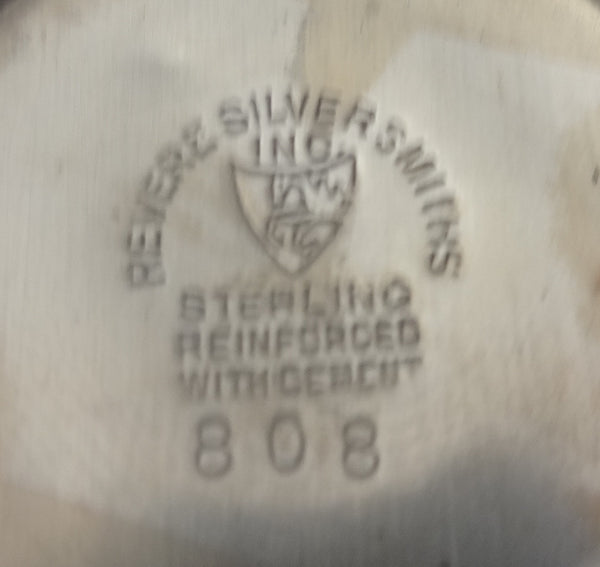 REVERE SILVERSMITHS
INC.
STERLING
REINFORCED
WITH CEMENT
808